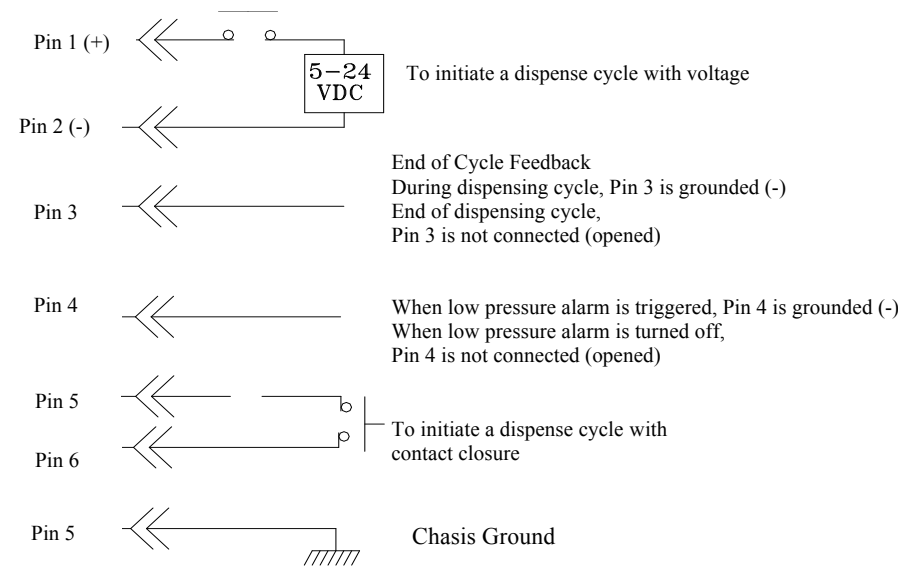 Pin 1 (+)
5-24
VDC
To initiate a dispense cycle with voltage
Pin 2 (-)
End of Cycle Feedback
During dispensing cycle, Pin 3 is grounded (-)
Pin 3
End of dispensing cycle,
Pin 3 is not connected (opened)
Pin 4
When low pressure alarm is triggered, Pin 4 is grounded (-)
When low pressure alarm is turned off,
Pin 4 is not connected (opened)
Pin 5
To initiate a dispense cycle with
contact closure
Pin 6
Pin 5
Chasis Ground